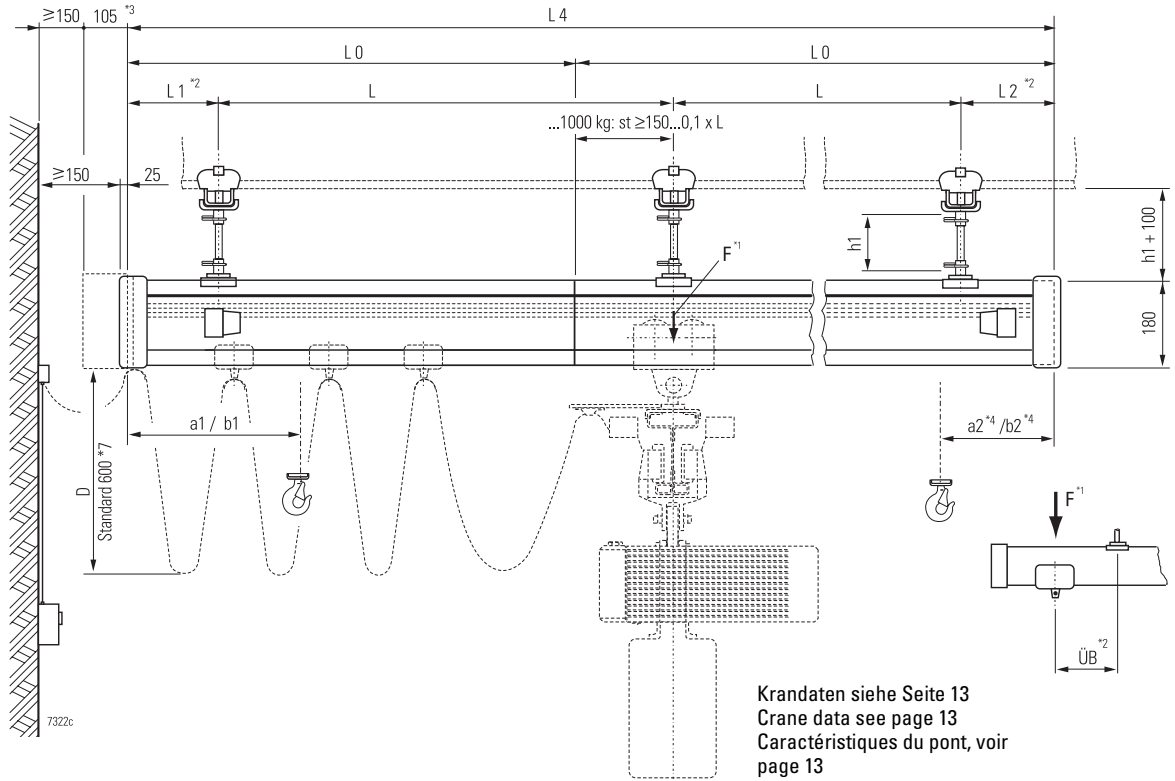 ≥150 105 *3 L 4
L 0 L 0
L 1 *2 L L L 2 *2
...1000 kg: st ≥150...0,1 x L
≥150 25
h1
h1 + 100
F *1
180
a1 / b1
a2 *4 /b2 *4
D
Standard 600 *7
F *1
ÜB *2
7322c
Krandaten siehe Seite 13
Crane data see page 13
Caractéristiques du pont, voir
page 13